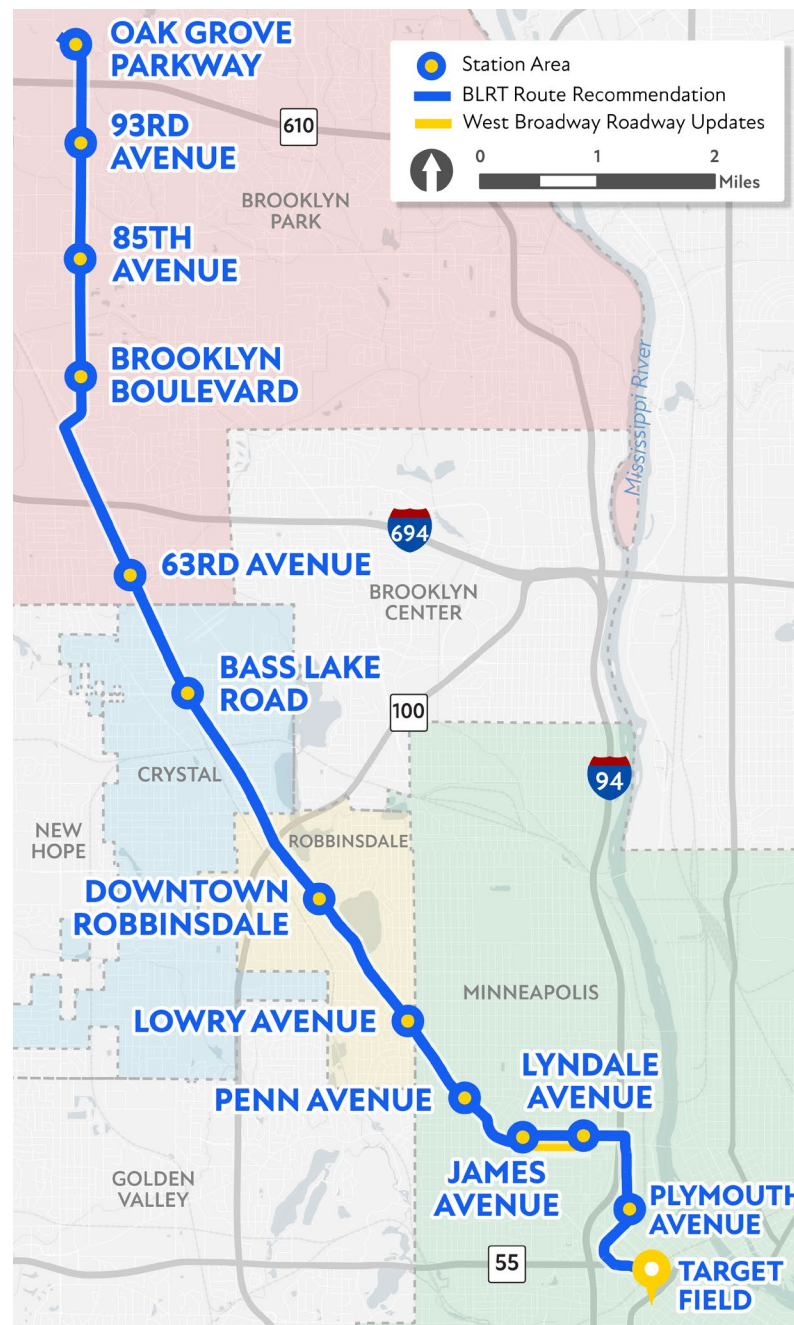 OAK GROVE
PARKWAY
Station Area
BLRT Route Recommendation
West Broadway Roadway Updates
0 1 2
Miles
93RD
AVENUE
610
BROOKLYN
PARK
85TH
AVENUE
BROOKLYN
BOULEVARD
Mississippi River
694
63RD AVENUE
BROOKLYN
CENTER
BASS LAKE
ROAD
100
CRYSTAL
94
NEW
HOPE
ROBBINSDALE
DOWNTOWN
ROBBINSDALE
MINNEAPOLIS
LOWRY AVENUE
LYNDALE
AVENUE
PENN AVENUE
JAMES
AVENUE
GOLDEN
VALLEY
PLYMOUTH
AVENUE
55
TARGET
FIELD